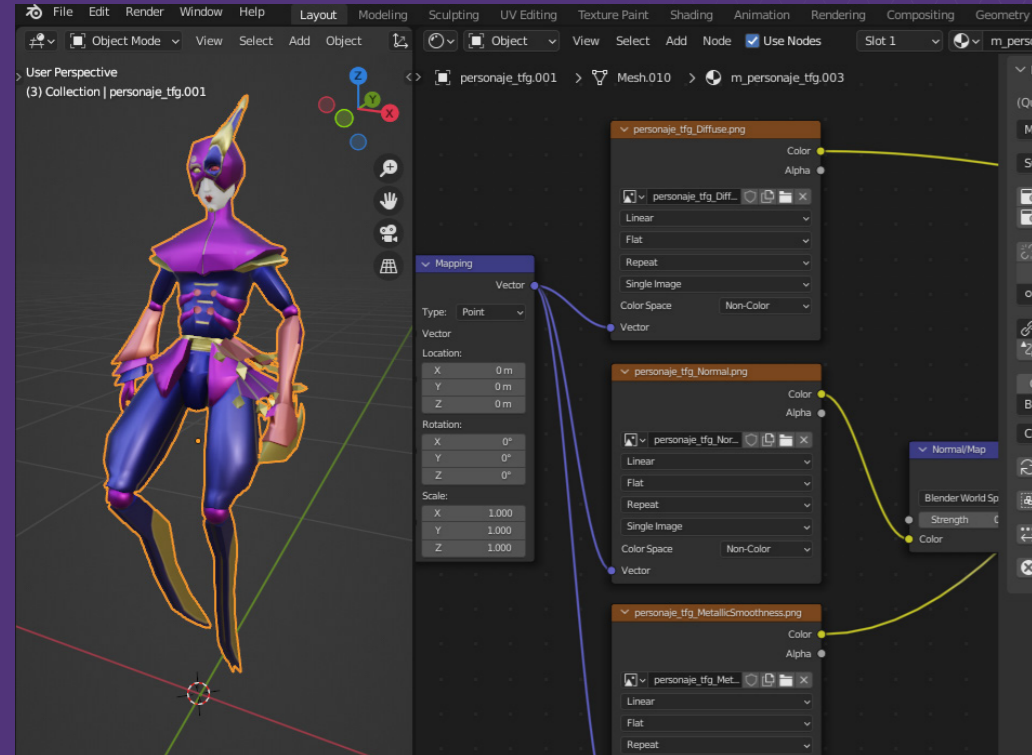 File Edit Render Window Help Layout Modeling Sculpting UV Editing Texture Paint Shading Animation Rendering Compositing Geometry
Object Mode View Select Add Object
Object View Select Add Node Use Nodes Slot 1
User Perspective
(3) Collection | personaje_tfg.001
Z
Y
X
personaje_tfg.001 > Mesh.010 > m_personaje_tfg.003
Mapping
Vector
Type: Point
Vector
Location:
X 0 m
Y 0 m
Z 0 m
Rotation:
X 0°
Y 0°
Z 0°
Scale:
X 1.000
Y 1.000
Z 1.000
personaje_tfg_Diffuse.png
Color
Alpha
personaje_tfg_Diff...
Linear
Flat
Repeat
Single Image
Color Space Non-Color
Vector
personaje_tfg_Normal.png
Color
Alpha
personaje_tfg_Nor...
Linear
Flat
Repeat
Single Image
Color Space Non-Color
Vector
personaje_tfg_MetallicSmoothness.png
Color
Alpha
personaje_tfg_Met...
Linear
Flat
Repeat
Normal/Map
Blender World Sp
Strength
Color